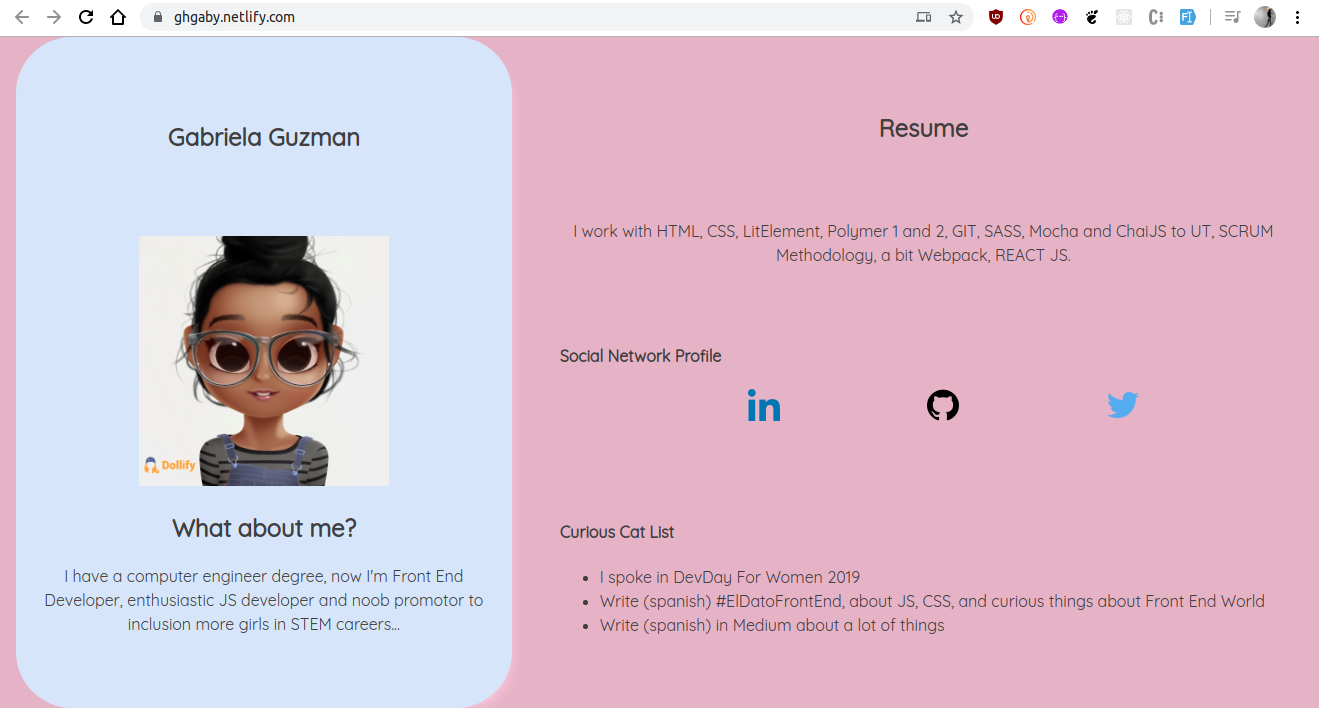 ghgaby.netlify.com
Gabriela Guzman
Dollify
What about me?
I have a computer engineer degree, now I'm Front End
Developer, enthusiastic JS developer and noob promotor to
inclusion more girls in STEM careers...
Resume
I work with HTML, CSS, LitElement, Polymer 1 and 2, GIT, SASS, Mocha and ChaiJS to UT, SCRUM
Methodology, a bit Webpack, REACT JS.
Social Network Profile
in
Curious Cat List
• I spoke in DevDay For Women 2019
• Write (spanish) #ElDatoFrontEnd, about JS, CSS, and curious things about Front End World
• Write (spanish) in Medium about a lot of things